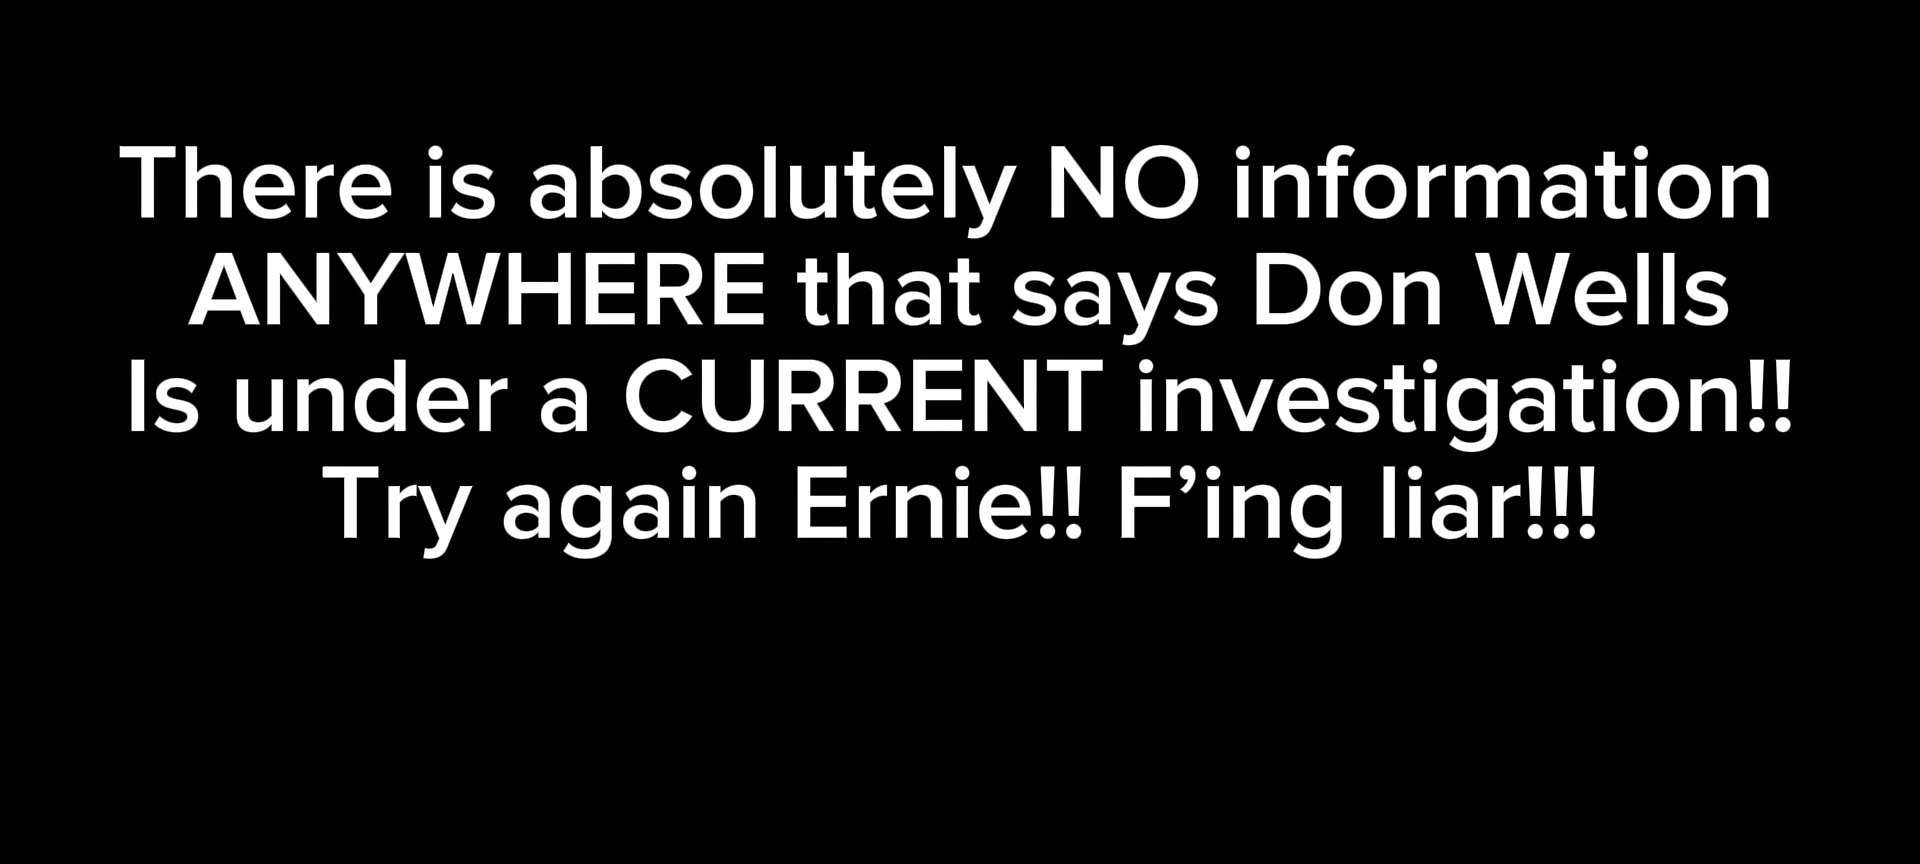 There is absolutely NO information
ANYWHERE that says Don Wells
Is under a CURRENT investigation!!
Try again Ernie!! F’ing liar!!!